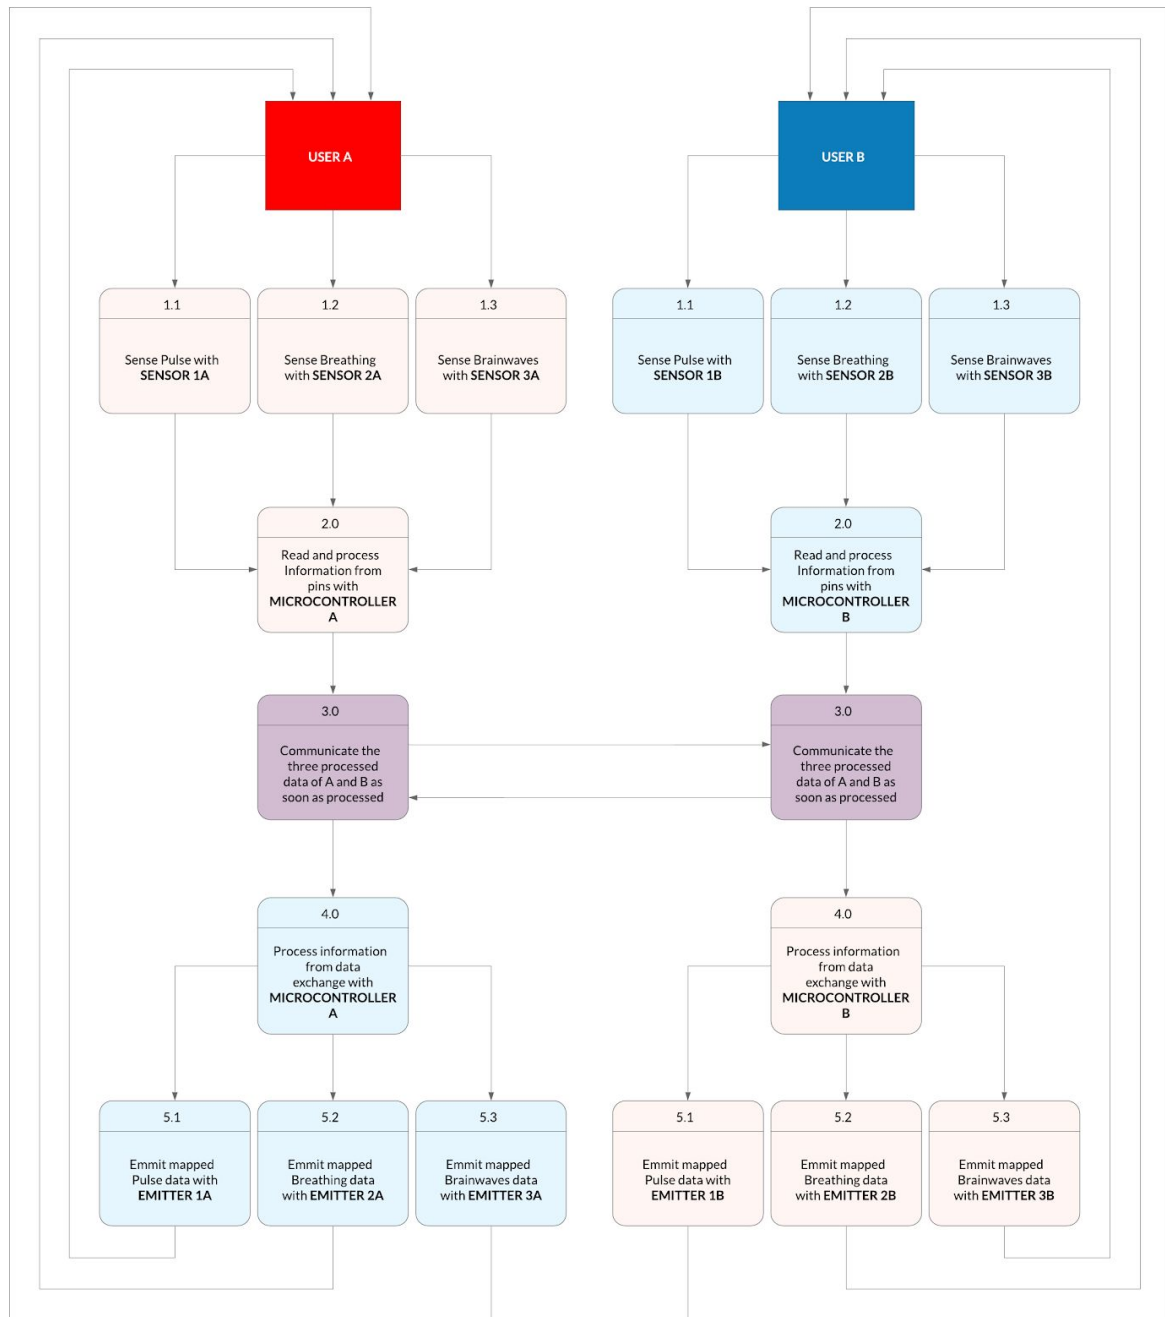 USER A
USER B
1.1
1.2
1.3
1.1
1.2
1.3
Sense Pulse with
SENSOR 1A
Sense Breathing
with SENSOR 2A
Sense Brainwaves
with SENSOR 3A
Sense Pulse with
SENSOR 1B
Sense Breathing
with SENSOR 2B
Sense Brainwaves
with SENSOR 3B
2.0
Read and process
Information from
pins with
MICROCONTROLLER
A
2.0
Read and process
Information from
pins with
MICROCONTROLLER
B
3.0
Communicate the
three processed
data of A and B as
soon as processed
3.0
Communicate the
three processed
data of A and B as
soon as processed
4.0
Process information
from data
exchange with
MICROCONTROLLER
A
4.0
Process information
from data
exchange with
MICROCONTROLLER
B
5.1
5.2
5.3
5.1
5.2
5.3
Emmit mapped
Pulse data with
EMITTER 1A
Emmit mapped
Breathing data
with EMITTER 2A
Emmit mapped
Brainwaves data
with EMITTER 3A
Emmit mapped
Pulse data with
EMITTER 1B
Emmit mapped
Breathing data
with EMITTER 2B
Emmit mapped
Brainwaves data
with EMITTER 3B